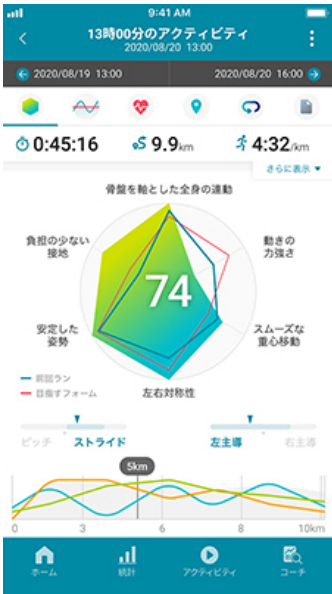 9:41 AM
13時00分のアクティビティ
2020/08/20 13:00
2020/08/19 13:00
2020/08/20 16:00
0:45:16
9.9km
4:32/km
さらに表示 ▼
骨盤を軸とした全身の連動
負担の少ない
接地
動きの
力強さ
74
安定した
姿勢
スムーズな
重心移動
左右対称性
前回ラン
目指すフォーム
ピッチ ストライド
左主導 右主導
5km
0 3 6 8 10km
ホーム 統計 アクティビティ コーチ